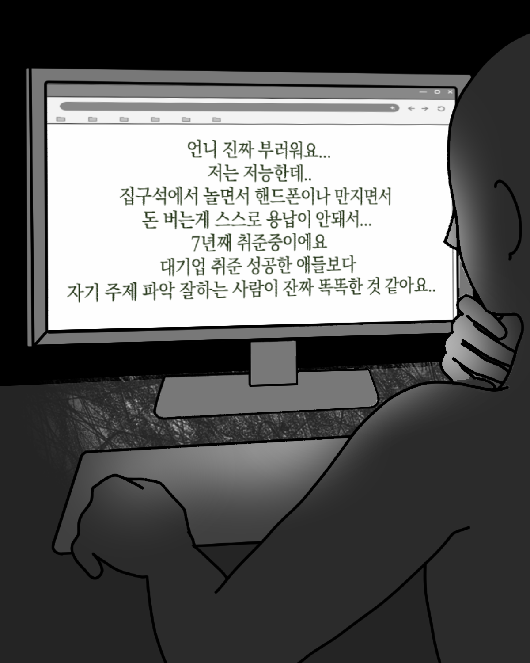 언니 진짜 부러워요...
저는 저능한데..
집구석에서 놀면서 핸드폰이나 만지면서
돈 버는게 스스로 용납이 안돼서...
7년째 취준중이에요
대기업 취준 성공한 애들보다
자기 주제 파악 잘하는 사람이 진짜 똑똑한 것 같아요..